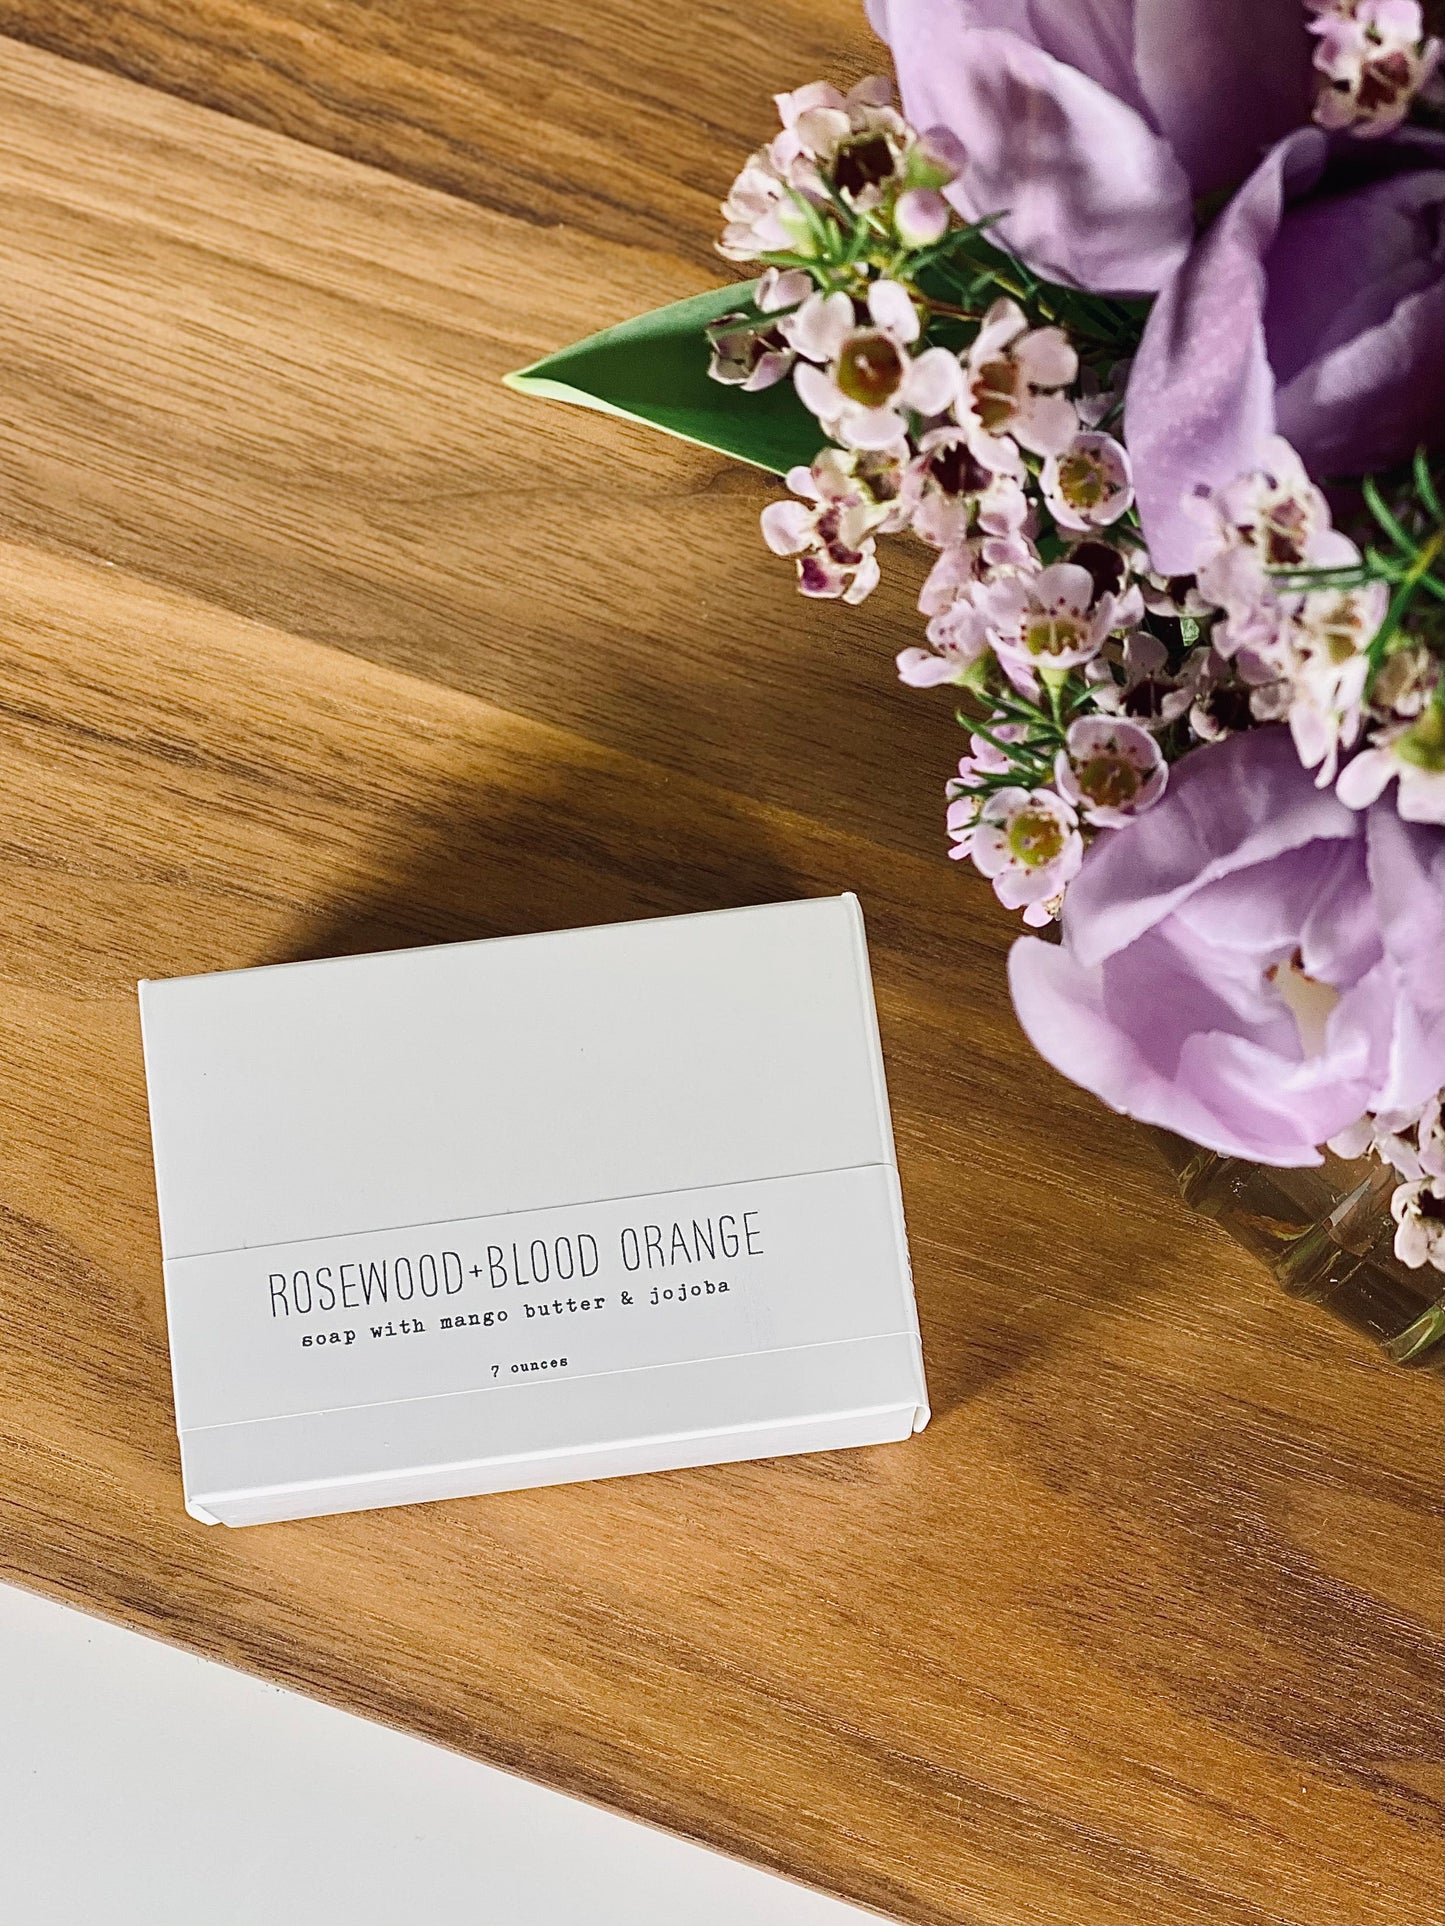 ROSEWOOD+BLOOD ORANGE
soap with mango butter & jojoba
7 ounces